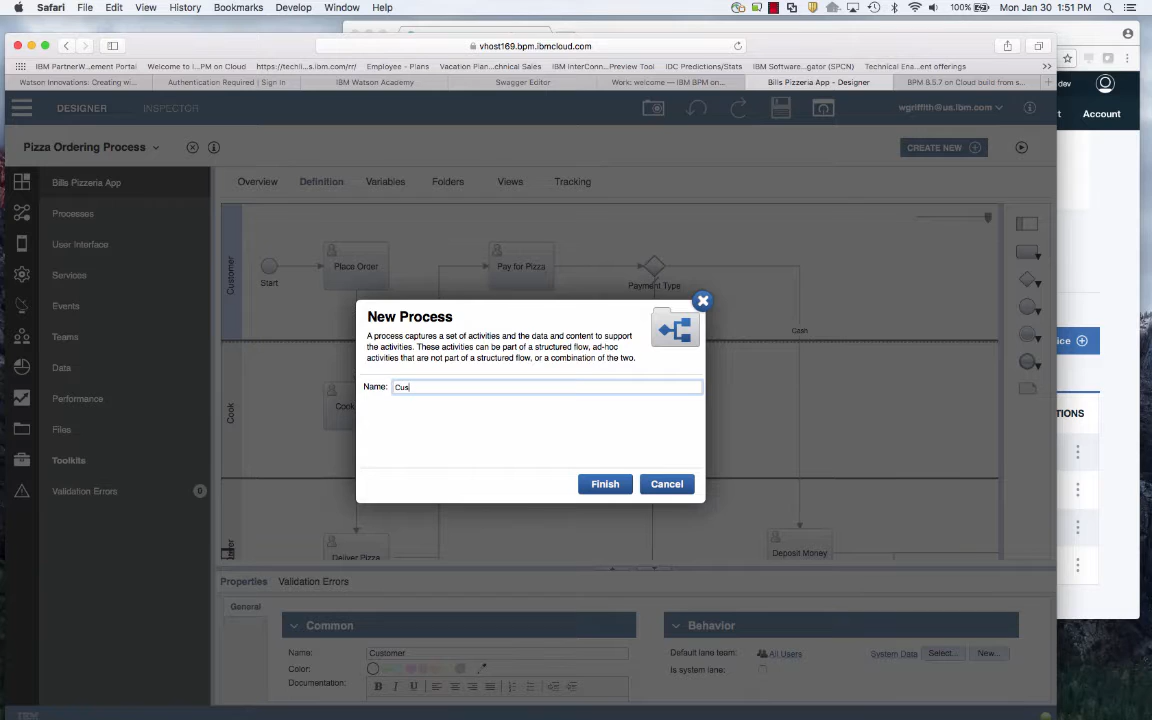 Safari File Edit View History Bookmarks Develop Window Help 100% Mon Jan 30 1:51 PM
vhost169.bpm.ibmcloud.com
IBM PartnerW...ement Portal Welcome to I...PM on Cloud https://techli...s.ibm.com/rr/ Employee - Plans Vacation Plan...chnical Sales IBM InterConn...Preview Tool IDC Predictions/Stats IBM Software...gatory (SPCN) Technical Ena...ent offerings
Watson Innovations: Creating wi... Authentication Required | Sign In IBM Watson Academy Swagger Editor Work: welcome — IBM BPM on... Bills Pizzeria App - Designer BPM 8.5.7 on Cloud build from s...
dev
DESIGNER INSPECTOR wgriffith@us.ibm.com
t Account
Pizza Ordering Process CREATE NEW
Bills Pizzeria App
Overview Definition Variables Folders Views Tracking
Processes
User Interface
Services
Events
Teams
Data
Performance
Files
Toolkits
Validation Errors 0
Customer
Start
Place Order
Pay for Pizza
Payment Type
Cash
Cook
Cook
Deliver Pizza
Deposit Money
New Process
A process captures a set of activities and the data and content to support
the activities. These activities can be part of a structured flow, ad-hoc
activities that are not part of a structured flow, or a combination of the two.
Name: Cus
Finish Cancel
ice
IONS
Properties Validation Errors
General
Common
Name: Customer
Color:
Documentation:
B I U
Behavior
Default lane team: All Users System Data Select... New...
Is system lane:
IBM